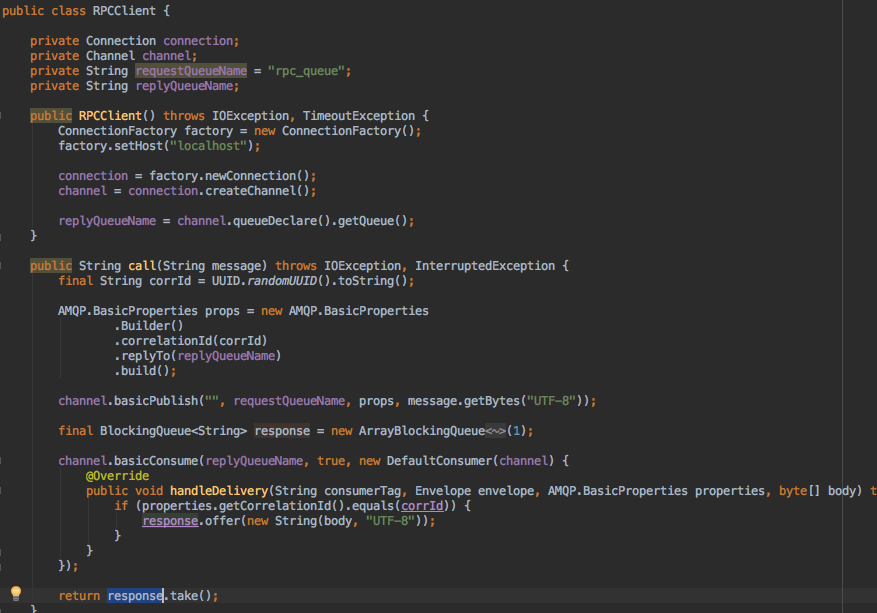 public class RPCClient {
private Connection connection;
private Channel channel;
private String requestQueueName = "rpc_queue";
private String replyQueueName;
public RPCClient() throws IOException, TimeoutException {
ConnectionFactory factory = new ConnectionFactory();
factory.setHost("localhost");
connection = factory.newConnection();
channel = connection.createChannel();
replyQueueName = channel.queueDeclare().getQueue();
}
public String call(String message) throws IOException, InterruptedException {
final String corrId = UUID.randomUUID().toString();
AMQP.BasicProperties props = new AMQP.BasicProperties
.Builder()
.correlationId(corrId)
.replyTo(replyQueueName)
.build();
channel.basicPublish("", requestQueueName, props, message.getBytes("UTF-8"));
final BlockingQueue<String> response = new ArrayBlockingQueue<~>(1);
channel.basicConsume(replyQueueName, true, new DefaultConsumer(channel) {
@Override
public void handleDelivery(String consumerTag, Envelope envelope, AMQP.BasicProperties properties, byte[] body) t
if (properties.getCorrelationId().equals(corrId)) {
response.offer(new String(body, "UTF-8"));
}
}
});
return response.take();
}